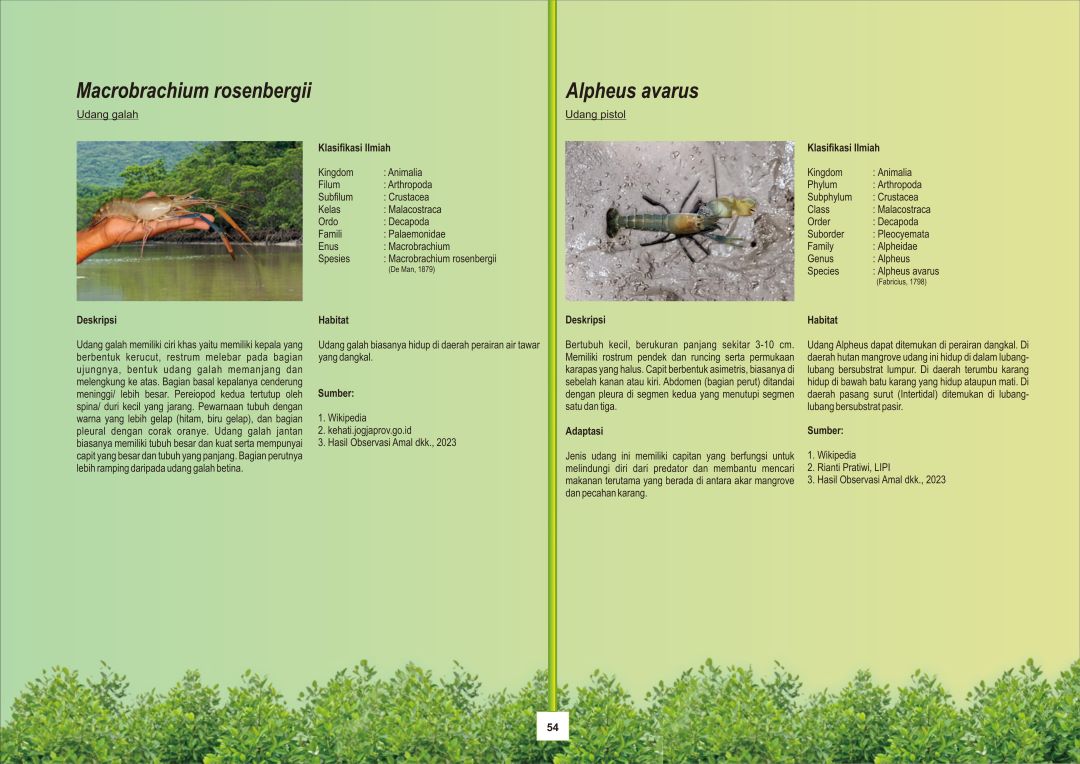 Macrobrachium rosenbergii
Udang galah
Klasifikasi Ilmiah
Kingdom : Animalia
Filum : Arthropoda
Subfilum : Crustacea
Kelas : Malacostraca
Ordo : Decapoda
Famili : Palaemonidae
Enus : Macrobrachium
Spesies : Macrobrachium rosenbergii
(De Man, 1879)
Deskripsi
Udang galah memiliki ciri khas yaitu memiliki kepala yang
berbentuk kerucut, restrum melebar pada bagian
ujungnya, bentuk udang galah memanjang dan
melengkung ke atas. Bagian basal kepalanya cenderung
meninggi/ lebih besar. Pereiopod kedua tertutup oleh
spina/ duri kecil yang jarang. Pewarnaan tubuh dengan
warna yang lebih gelap (hitam, biru gelap), dan bagian
pleural dengan corak oranye. Udang galah jantan
biasanya memiliki tubuh besar dan kuat serta mempunyai
capit yang besar dan tubuh yang panjang. Bagian perutnya
lebih ramping daripada udang galah betina.
Habitat
Udang galah biasanya hidup di daerah perairan air tawar
yang dangkal.
Sumber:
1. Wikipedia
2. kehati.jogjaprov.go.id
3. Hasil Observasi Amal dkk., 2023
Alpheus avarus
Udang pistol
Klasifikasi Ilmiah
Kingdom : Animalia
Phylum : Arthropoda
Subphylum : Crustacea
Class : Malacostraca
Order : Decapoda
Suborder : Pleocyemata
Family : Alpheidae
Genus : Alpheus
Species : Alpheus avarus
(Fabricius, 1798)
Deskripsi
Bertubuh kecil, berukuran panjang sekitar 3-10 cm.
Memiliki rostrum pendek dan runcing serta permukaan
karapas yang halus. Capit berbentuk asimetris, biasanya di
sebelah kanan atau kiri. Abdomen (bagian perut) ditandai
dengan pleura di segmen kedua yang menutupi segmen
satu dan tiga.
Adaptasi
Jenis udang ini memiliki capitan yang berfungsi untuk
melindungi diri dari predator dan membantu mencari
makanan terutama yang berada di antara akar mangrove
dan pecahan karang.
Habitat
Udang Alpheus dapat ditemukan di perairan dangkal. Di
daerah hutan mangrove udang ini hidup di dalam lubang-
lubang bersubstrat lumpur. Di daerah terumbu karang
hidup di bawah batu karang yang hidup ataupun mati. Di
daerah pasang surut (Intertidal) ditemukan di lubang-
lubang bersubstrat pasir.
Sumber:
1. Wikipedia
2. Rianti Pratiwi, LIPI
3. Hasil Observasi Amal dkk., 2023
54